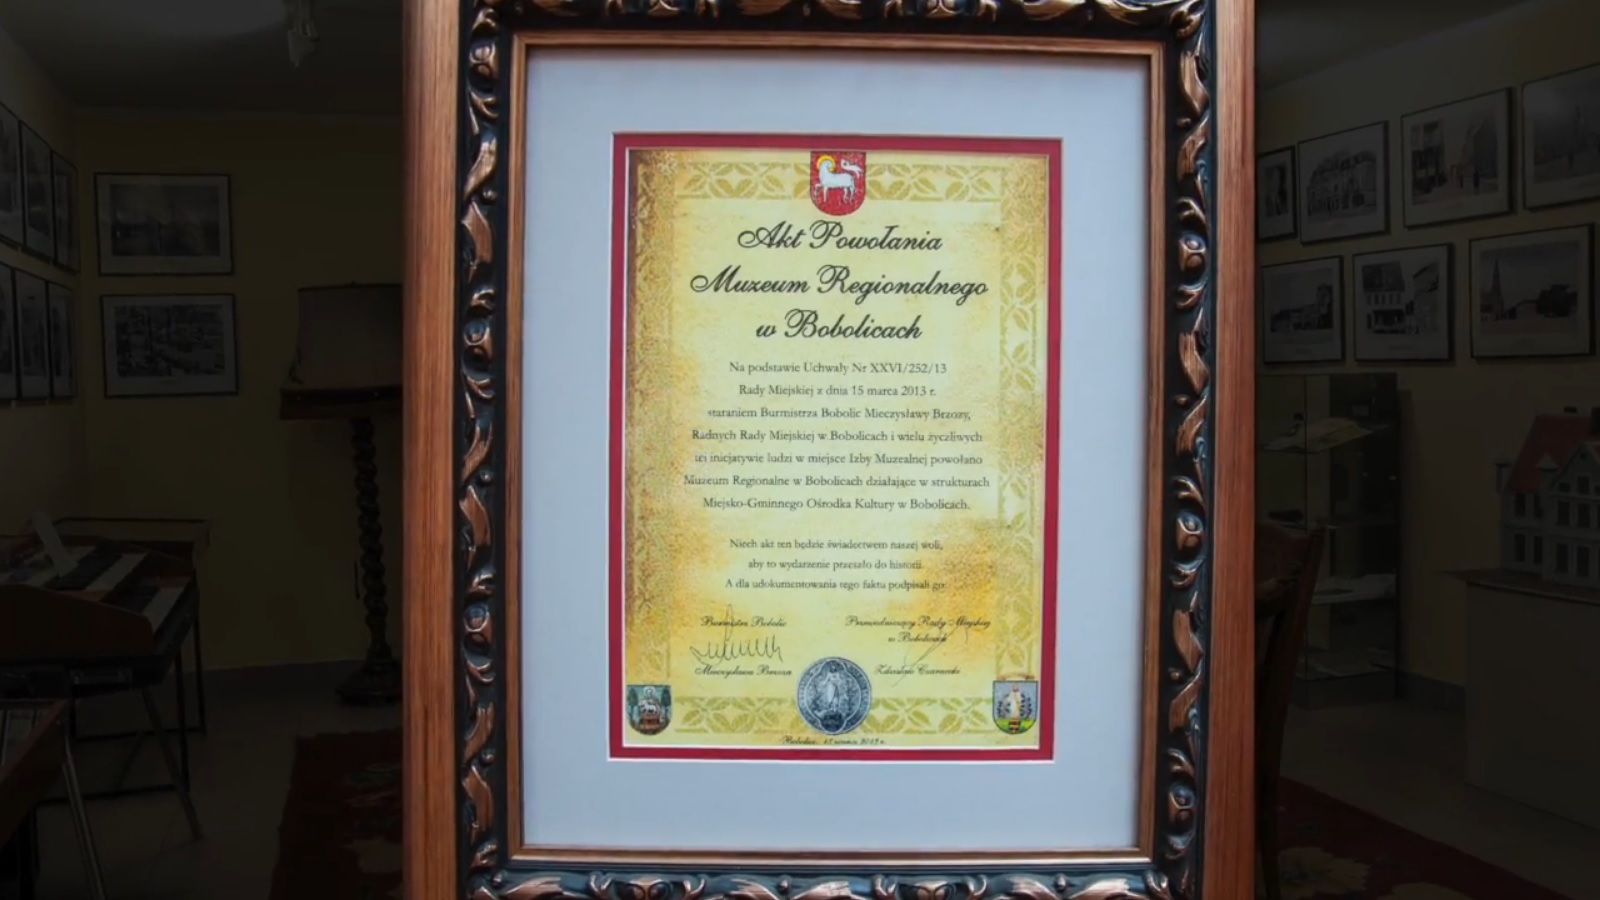 Akt Powołania
Muzeum Regionalnego
w Bobolicach
Na podstawie Uchwały Nr XXVI/252/13
Rady Miejskiej z dnia 15 marca 2013 r.
staraniem Burmistrza Bobolic Mieczysławy Brzozy,
Radnych Rady Miejskiej w Bobolicach i wielu życzliwych
tej inicjatywie ludzi w miejsce Izby Muzealnej powołano
Muzeum Regionalne w Bobolicach działające w strukturach
Miejsko-Gminnego Ośrodka Kultury w Bobolicach.
Niech akt ten będzie świadectwem naszej woli,
aby to wydarzenie przeszło do historii.
A dla udokumentowania tego faktu podpisali go:
Burmistrz Bobolic
Przewodniczący Rady Miejskiej
w Bobolicach
Mieczysława Brzoza